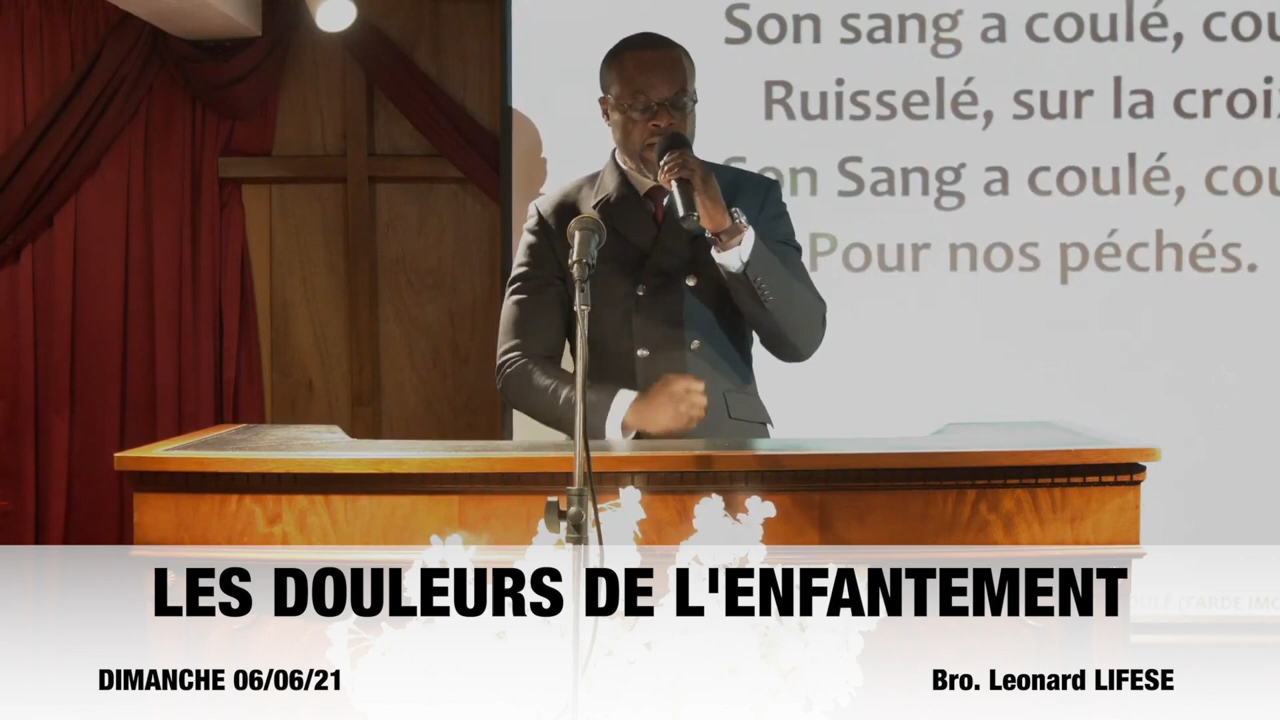 Son sang a coulé,
Ruisselé, sur la
Son Sang a coulé,
Pour nos péchés.
LES DOULEURS DE L'ENFANTEMENT
DIMANCHE 06/06/21
Bro. Leonard LIFESE